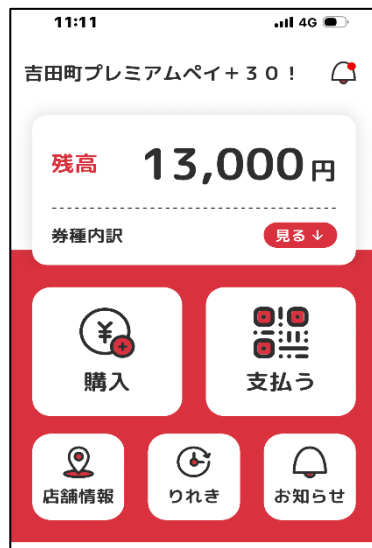 11:11 4G
吉田町プレミアムペイ＋３０！
残高 13,000円
券種内訳 見る↓
購入 支払う
店舗情報 りれき お知らせ